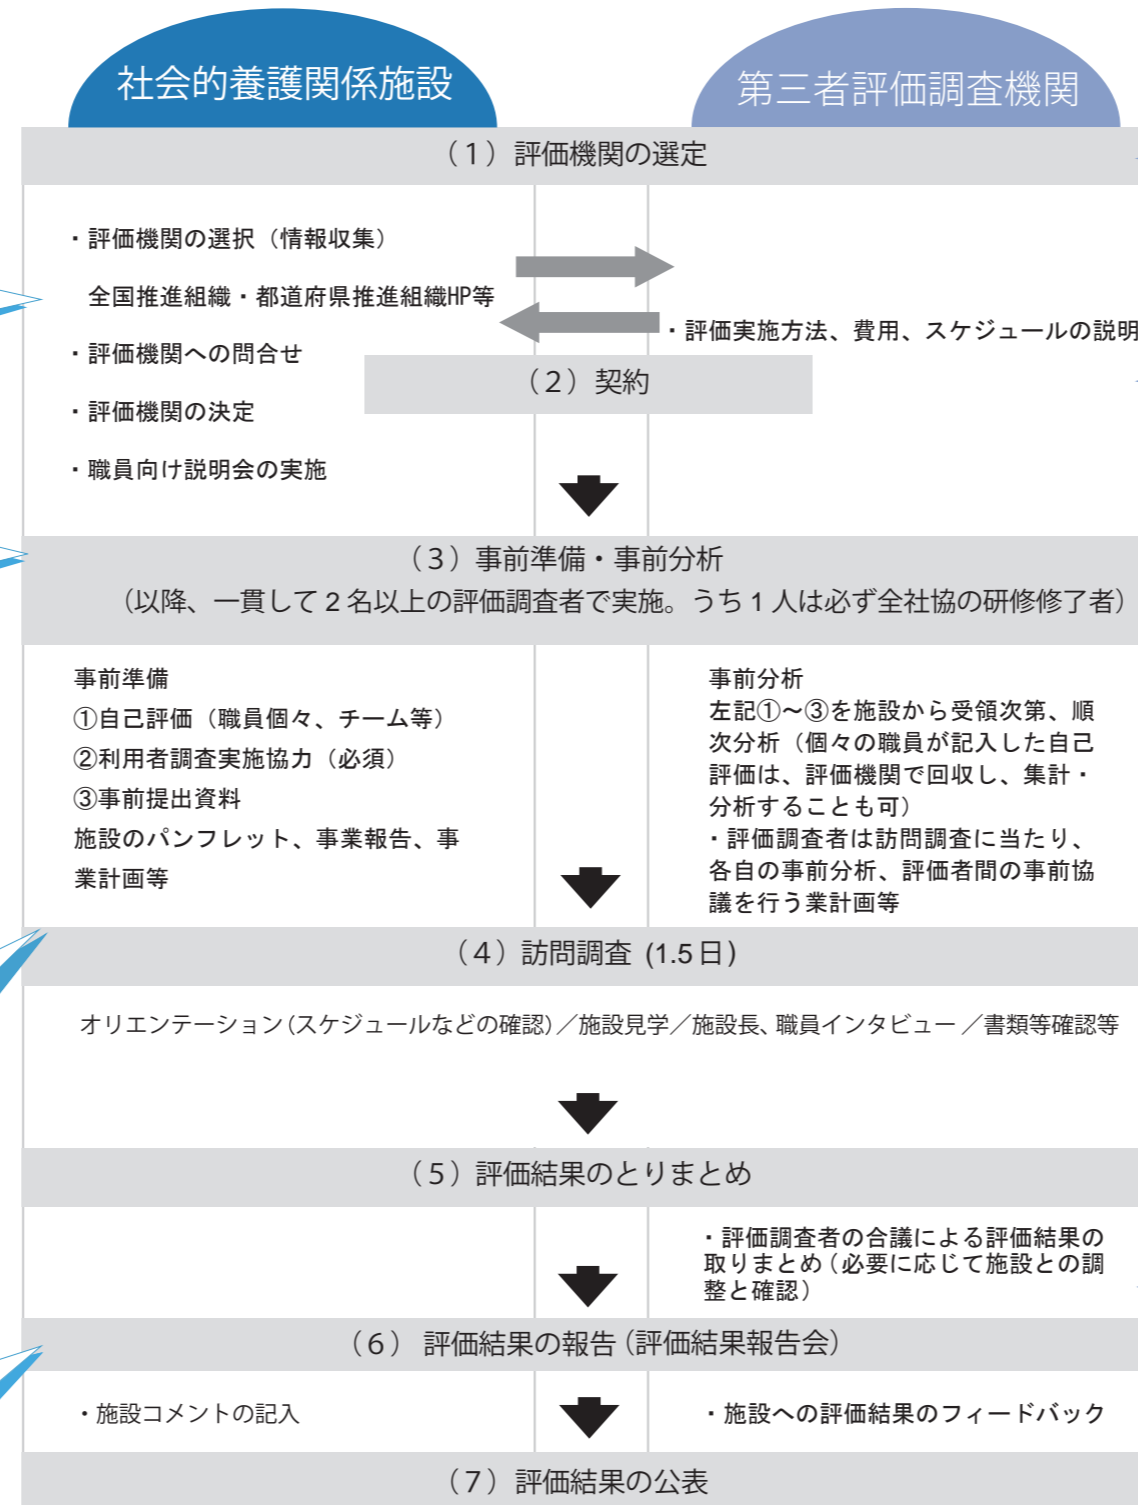 社会的養護関係施設
第三者評価調査機関
（1）評価機関の選定
・評価機関の選択（情報収集）
全国推進組織・都道府県推進組織HP等
・評価機関への問合せ
・評価機関の決定
・職員向け説明会の実施
・評価実施方法、費用、スケジュールの説明
（2）契約
（3）事前準備・事前分析
（以降、一貫して2名以上の評価調査者で実施。うち1人は必ず全社協の研修修了者）
事前準備
①自己評価（職員個々、チーム等）
②利用者調査実施協力（必須）
③事前提出資料
施設のパンフレット、事業報告、事
業計画等
事前分析
左記①～③を施設から受領次第、順
次分析（個々の職員が記入した自己
評価は、評価機関で回収し、集計・
分析することも可）
・評価調査者は訪問調査に当たり、
各自の事前分析、評価者間の事前協
議を行う業計画等
（4）訪問調査 (1.5日)
オリエンテーション(スケジュールなどの確認)／施設見学／施設長、職員インタビュー ／書類等確認等
（5）評価結果のとりまとめ
・評価調査者の合議による評価結果の
取りまとめ（必要に応じて施設との調
整と確認）
（6） 評価結果の報告（評価結果報告会）
・施設コメントの記入
・施設への評価結果のフィードバック
（7）評価結果の公表